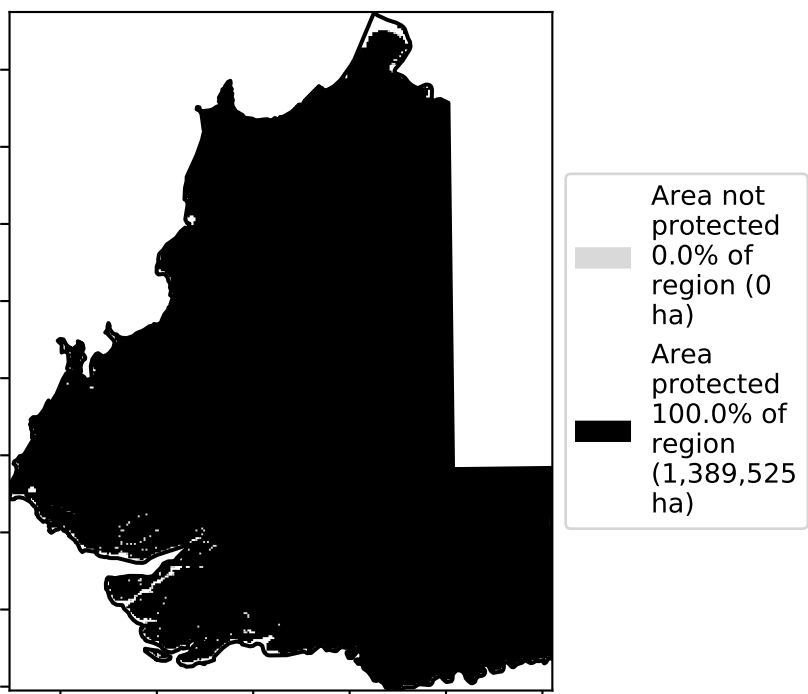 Area not
protected
0.0% of
region (0
ha)
Area
protected
100.0% of
region
(1,389,525
ha)